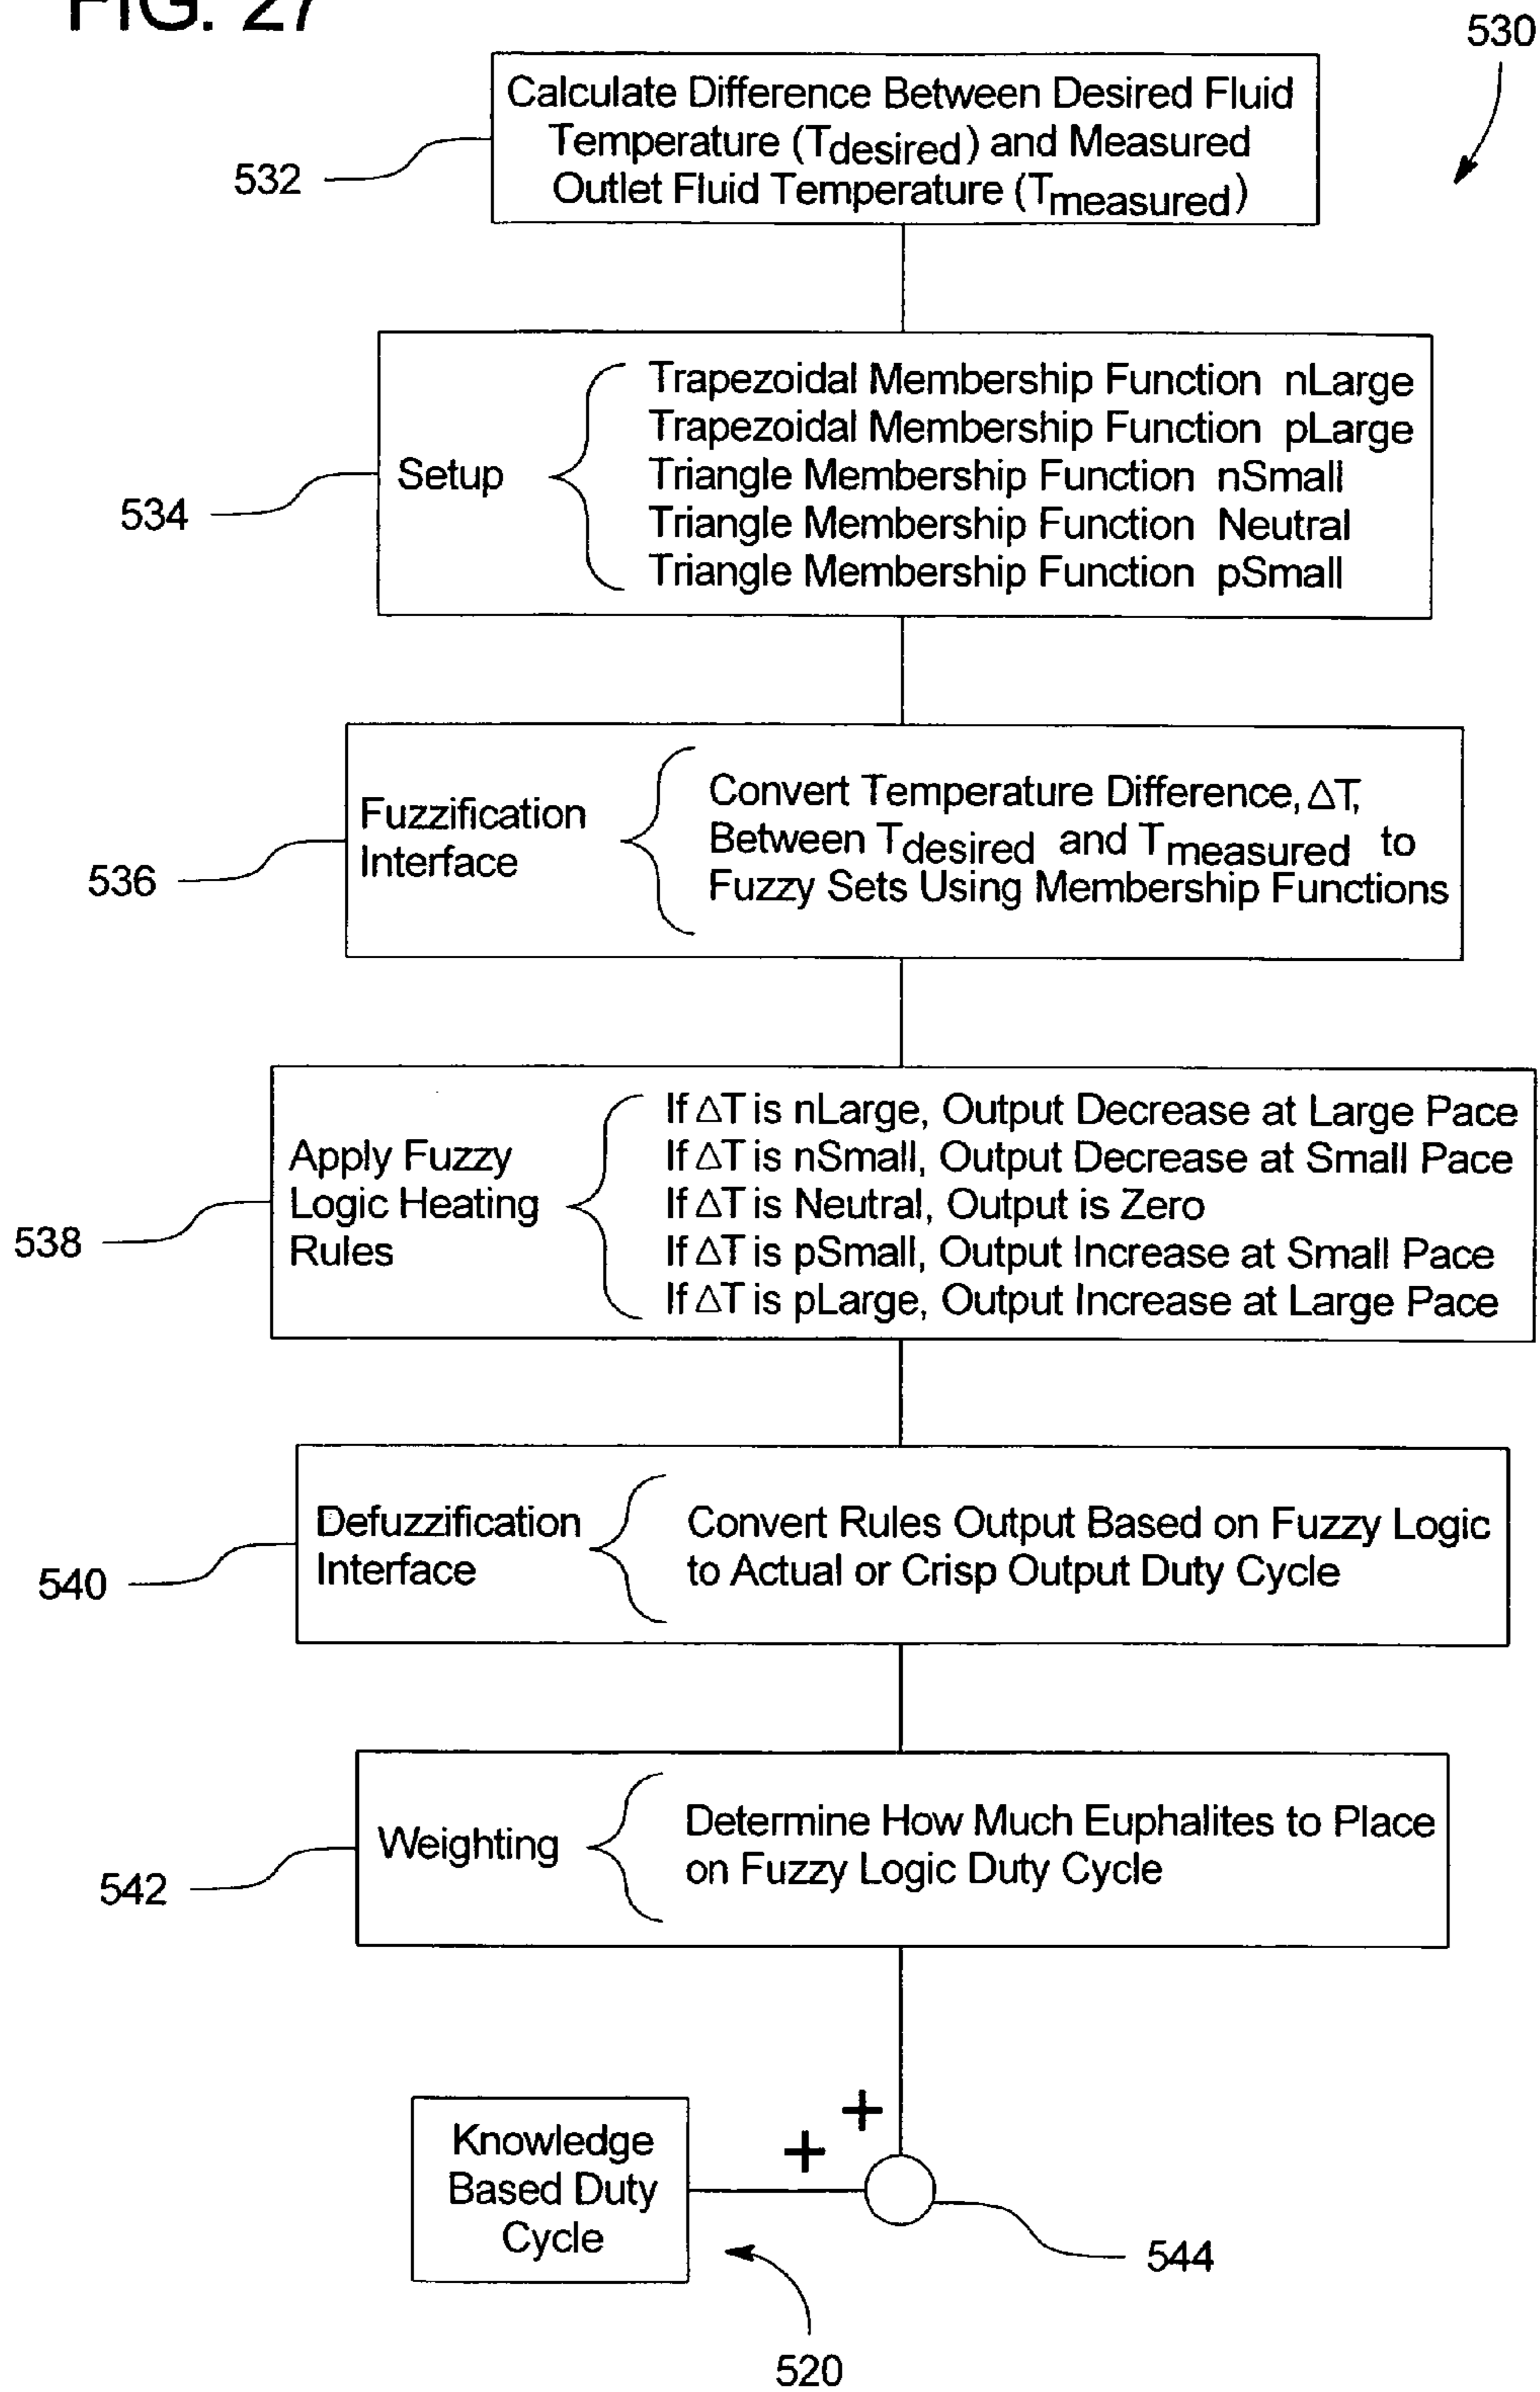 FIG. 27
530
Calculate Difference Between Desired Fluid
Temperature (Tdesired) and Measured
Outlet Fluid Temperature (Tmeasured)
532
Setup
Trapezoidal Membership Function nLarge
Trapezoidal Membership Function pLarge
Triangle Membership Function nSmall
Triangle Membership Function Neutral
Triangle Membership Function pSmall
534
Fuzzification
Interface
Convert Temperature Difference, ΔT,
Between Tdesired and Tmeasured to
Fuzzy Sets Using Membership Functions
536
Apply Fuzzy
Logic Heating
Rules
If ΔT is nLarge, Output Decrease at Large Pace
If ΔT is nSmall, Output Decrease at Small Pace
If ΔT is Neutral, Output is Zero
If ΔT is pSmall, Output Increase at Small Pace
If ΔT is pLarge, Output Increase at Large Pace
538
Defuzzification
Interface
Convert Rules Output Based on Fuzzy Logic
to Actual or Crisp Output Duty Cycle
540
Weighting
Determine How Much Euphalites to Place
on Fuzzy Logic Duty Cycle
542
+
+
Knowledge
Based Duty
Cycle
544
520